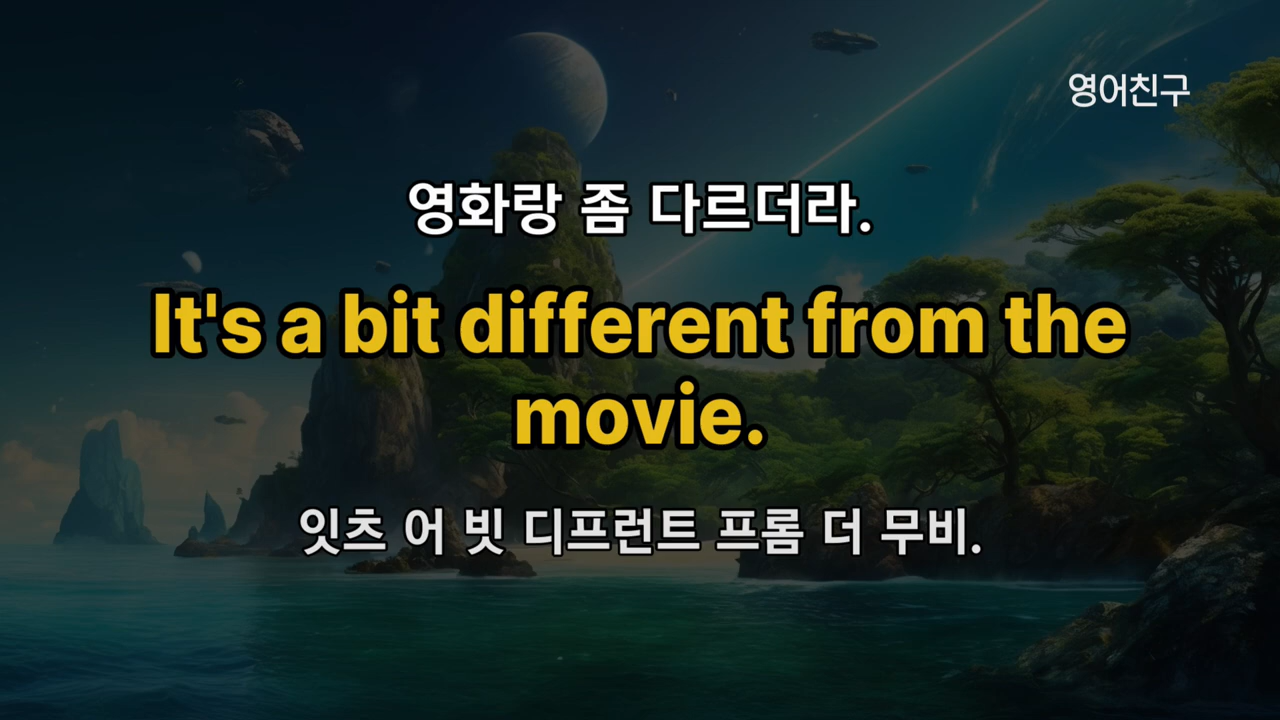 영어친구
영화랑 좀 다르더라.
It's a bit different from the
movie.
잇츠 어 빗 디프런트 프롬 더 무비.